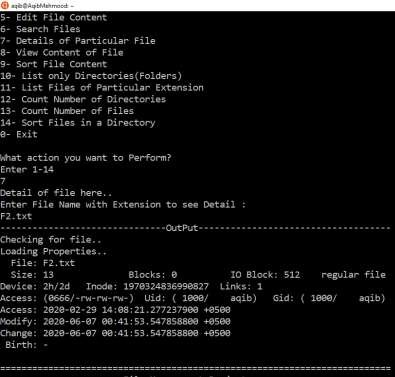 aqib@AqibMahmood: ~
5- Edit File Content
6- Search Files
7- Details of Particular File
8- View Content of File
9- Sort File Content
10- List only Directories(Folders)
11- List Files of Particular Extension
12- Count Number of Directories
13- Count Number of Files
14- Sort Files in a Directory
0- Exit
What action you want to Perform?
Enter 1-14
7
Detail of file here..
Enter File Name with Extension to see Detail :
F2.txt
-------------------------------OutPut------------------------------------
Checking for file..
Loading Properties..
File: F2.txt
Size: 13 Blocks: 0 IO Block: 512 regular file
Device: 2h/2d Inode: 1970324836990827 Links: 1
Access: (0666/-rw-rw-rw-) Uid: ( 1000/ aqib) Gid: ( 1000/ aqib)
Access: 2020-02-29 14:08:21.277237900 +0500
Modify: 2020-06-07 00:41:53.547858800 +0500
Change: 2020-06-07 00:41:53.547858800 +0500
Birth: -
=========================================================================